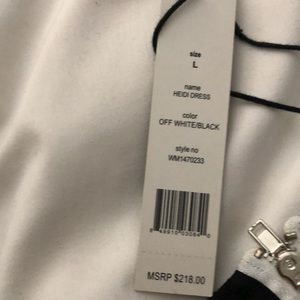 size
L
name
HEIDI DRESS
color
OFF WHITE/BLACK
style no
WM1470233
MSRP $218.00